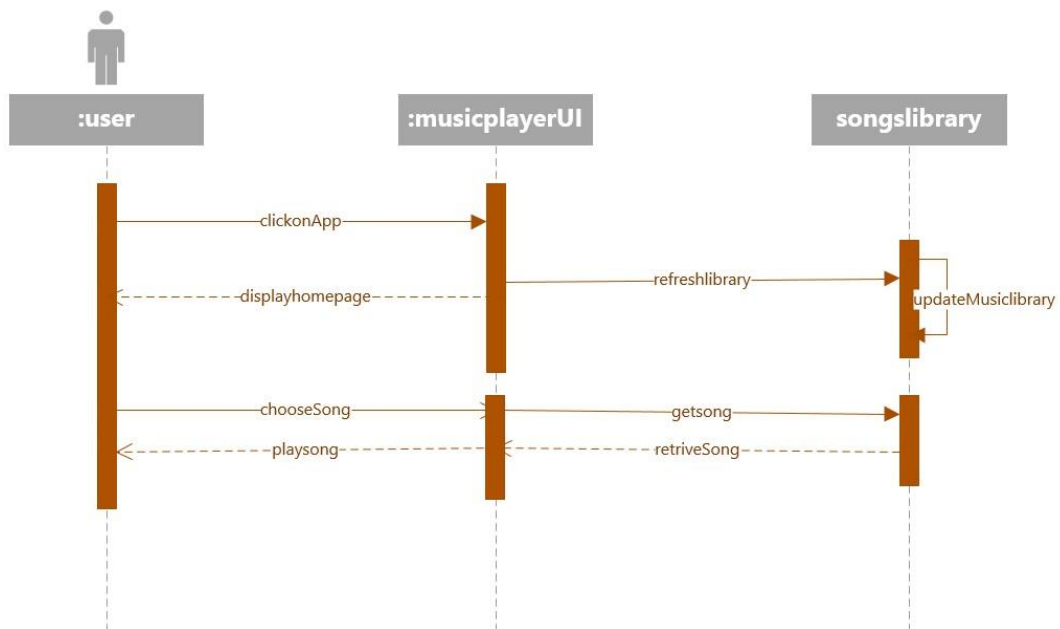 :user
:musicplayerUI
songslibrary
clickonApp
refreshlibrary
displayhomepage
updateMusiclibrary
chooseSong
getsong
playsong
retriveSong